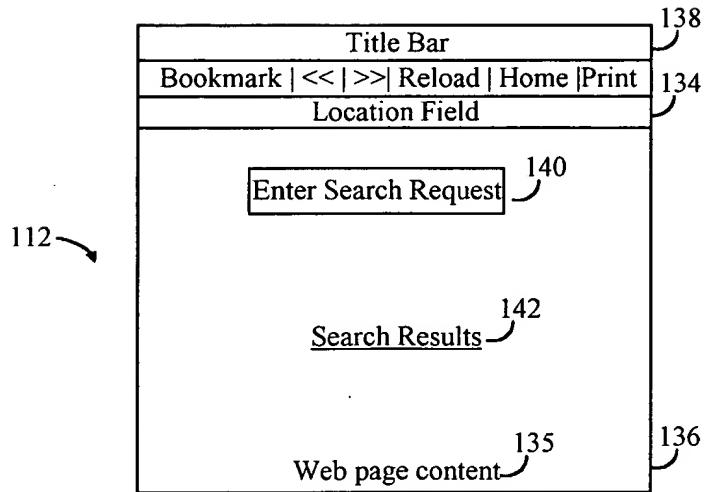 138
Title Bar
Bookmark | << | >>| Reload | Home |Print
134
Location Field
Enter Search Request
140
112
Search Results
142
Web page content
135
136